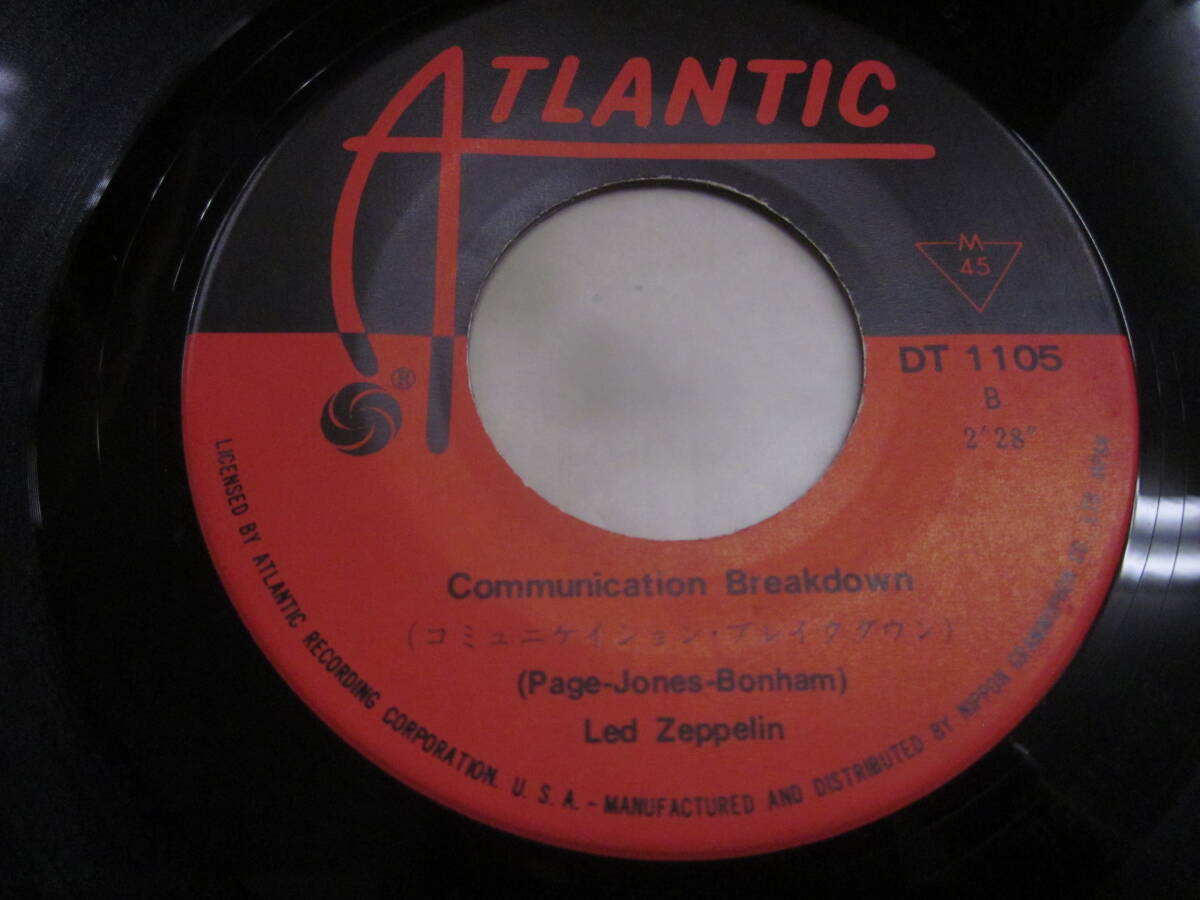 ATLANTIC
®
M
45
DT 1105
B
2'28"
Communication Breakdown
(コミュニケイション・ブレイクダウン)
(Page-Jones-Bonham)
Led Zeppelin
LICENSED BY ATLANTIC RECORDING CORPORATION. U.S.A. - MANUFACTURED AND DISTRIBUTED BY NIPPON